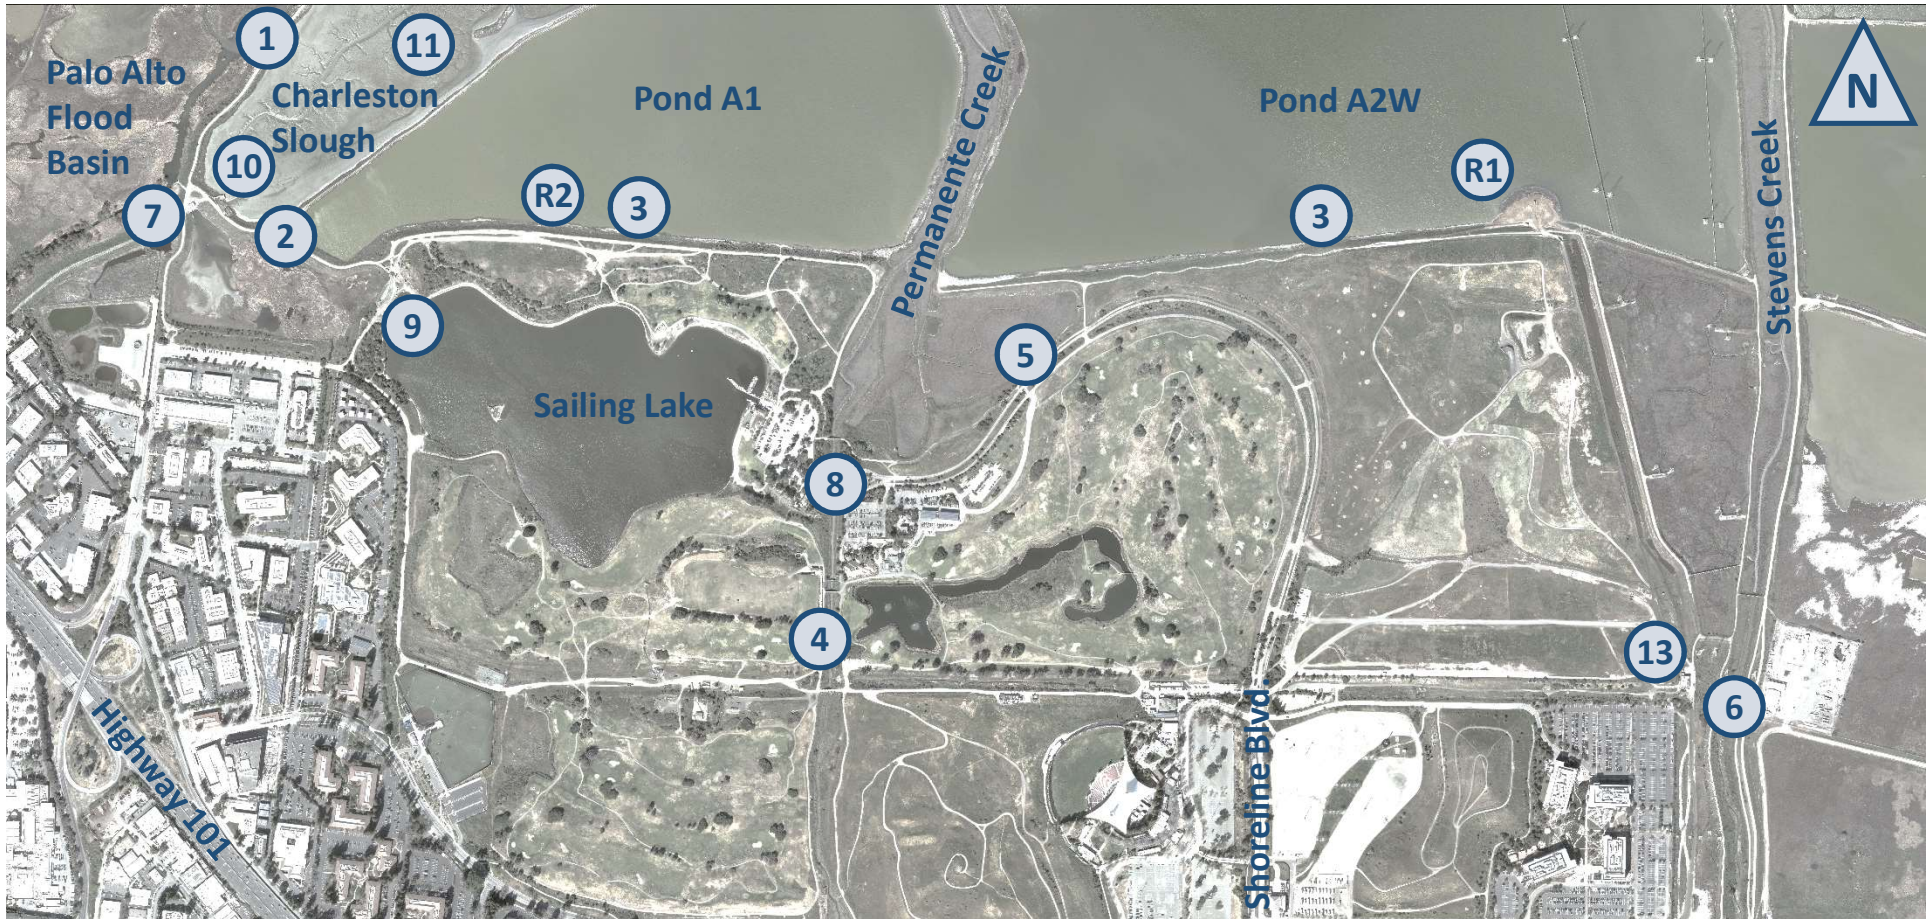 1
11
Palo Alto
Flood
Basin
Charleston
Slough
Pond A1
Permanente Creek
Pond A2W
N
10
R1
R2
3
3
7
2
Stevens Creek
9
5
Sailing Lake
8
4
13
6
Highway 101
Shoreline Blvd.